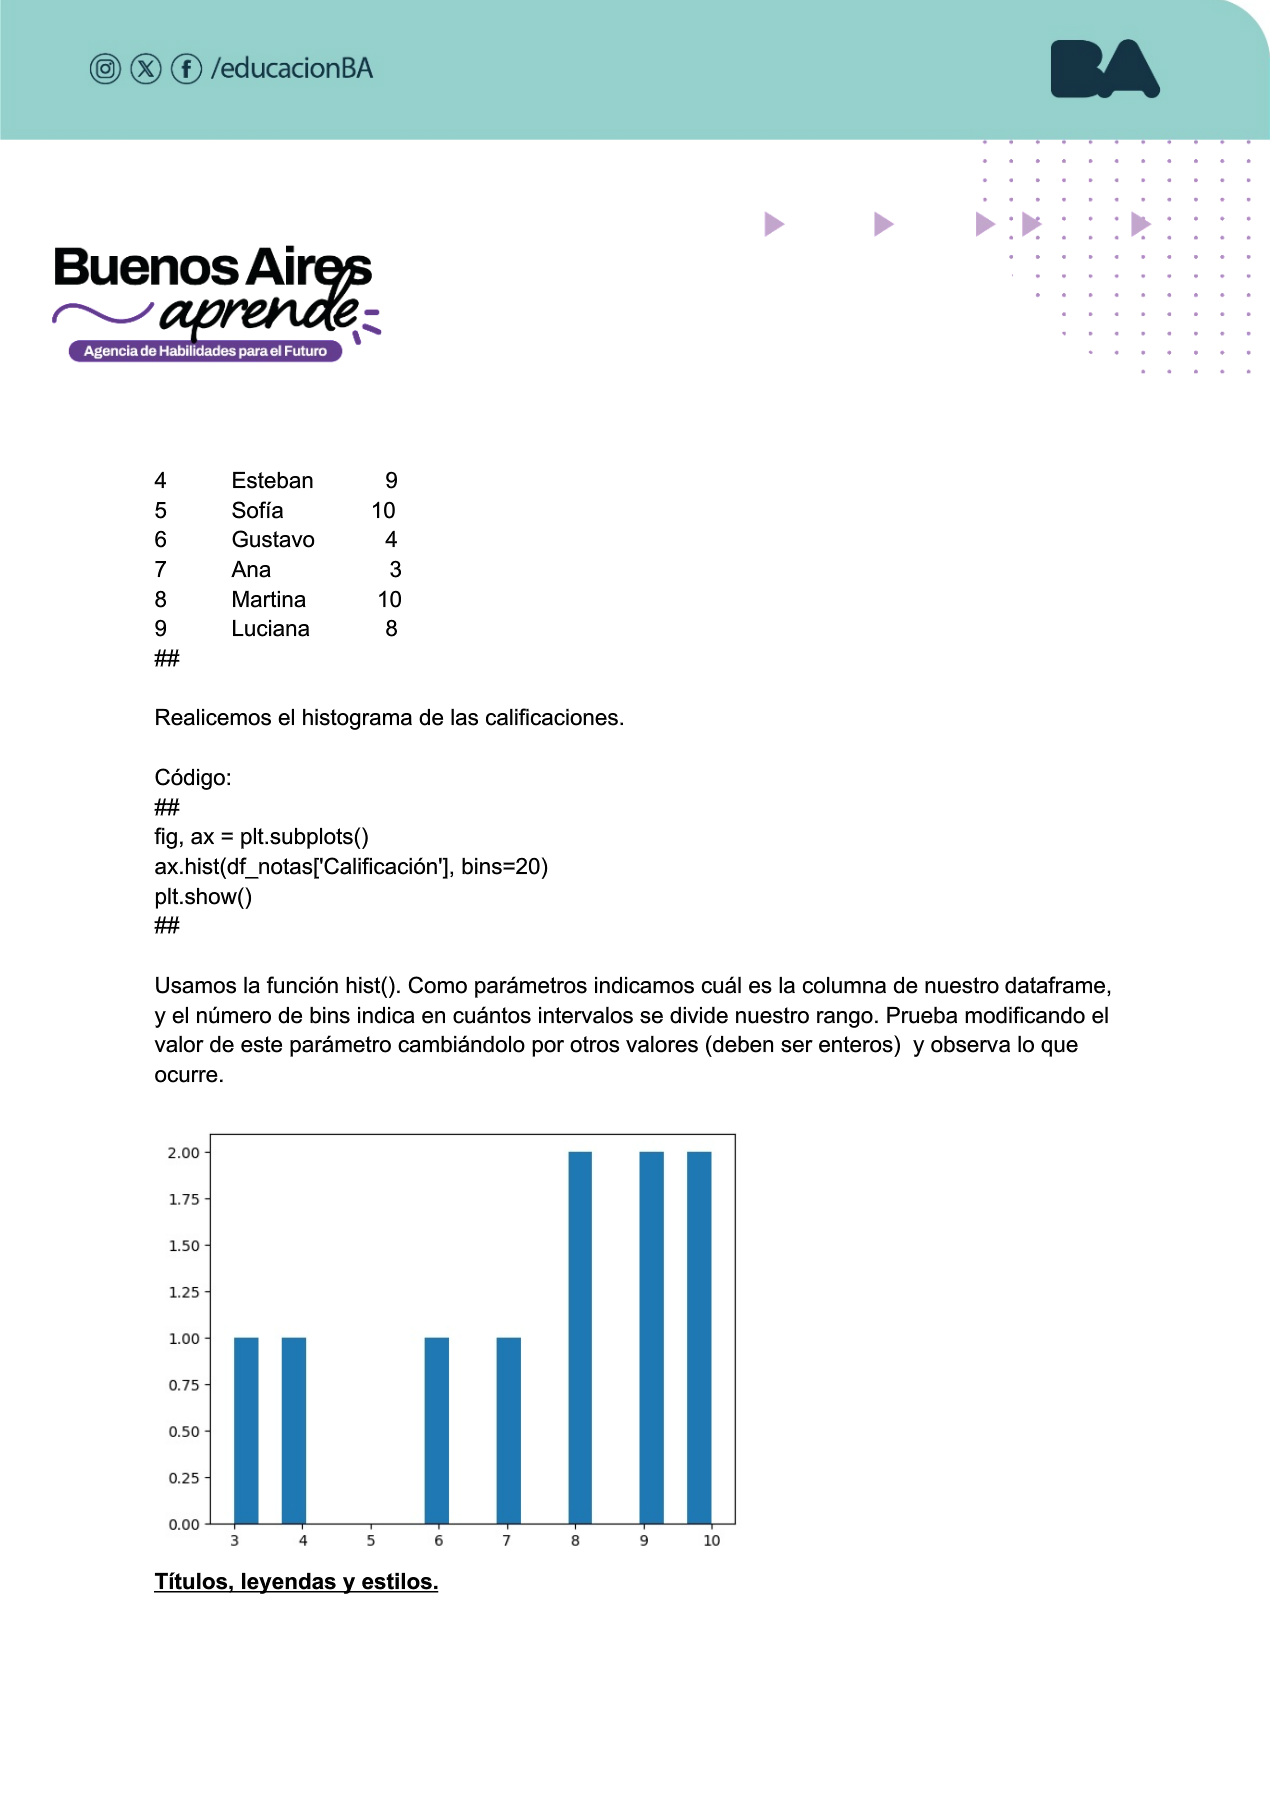 /educacionBA
BA
Buenos Aires
aprende
Agencia de Habilidades para el Futuro
4 Esteban 9
5 Sofía 10
6 Gustavo 4
7 Ana 3
8 Martina 10
9 Luciana 8
##
Realicemos el histograma de las calificaciones.
Código:
##
fig, ax = plt.subplots()
ax.hist(df_notas['Calificación'], bins=20)
plt.show()
##
Usamos la función hist(). Como parámetros indicamos cuál es la columna de nuestro dataframe,
y el número de bins indica en cuántos intervalos se divide nuestro rango. Prueba modificando el
valor de este parámetro cambiándolo por otros valores (deben ser enteros)  y observa lo que
ocurre.
2.00
1.75
1.50
1.25
1.00
0.75
0.50
0.25
0.00
3 4 5 6 7 8 9 10
Títulos, leyendas y estilos.